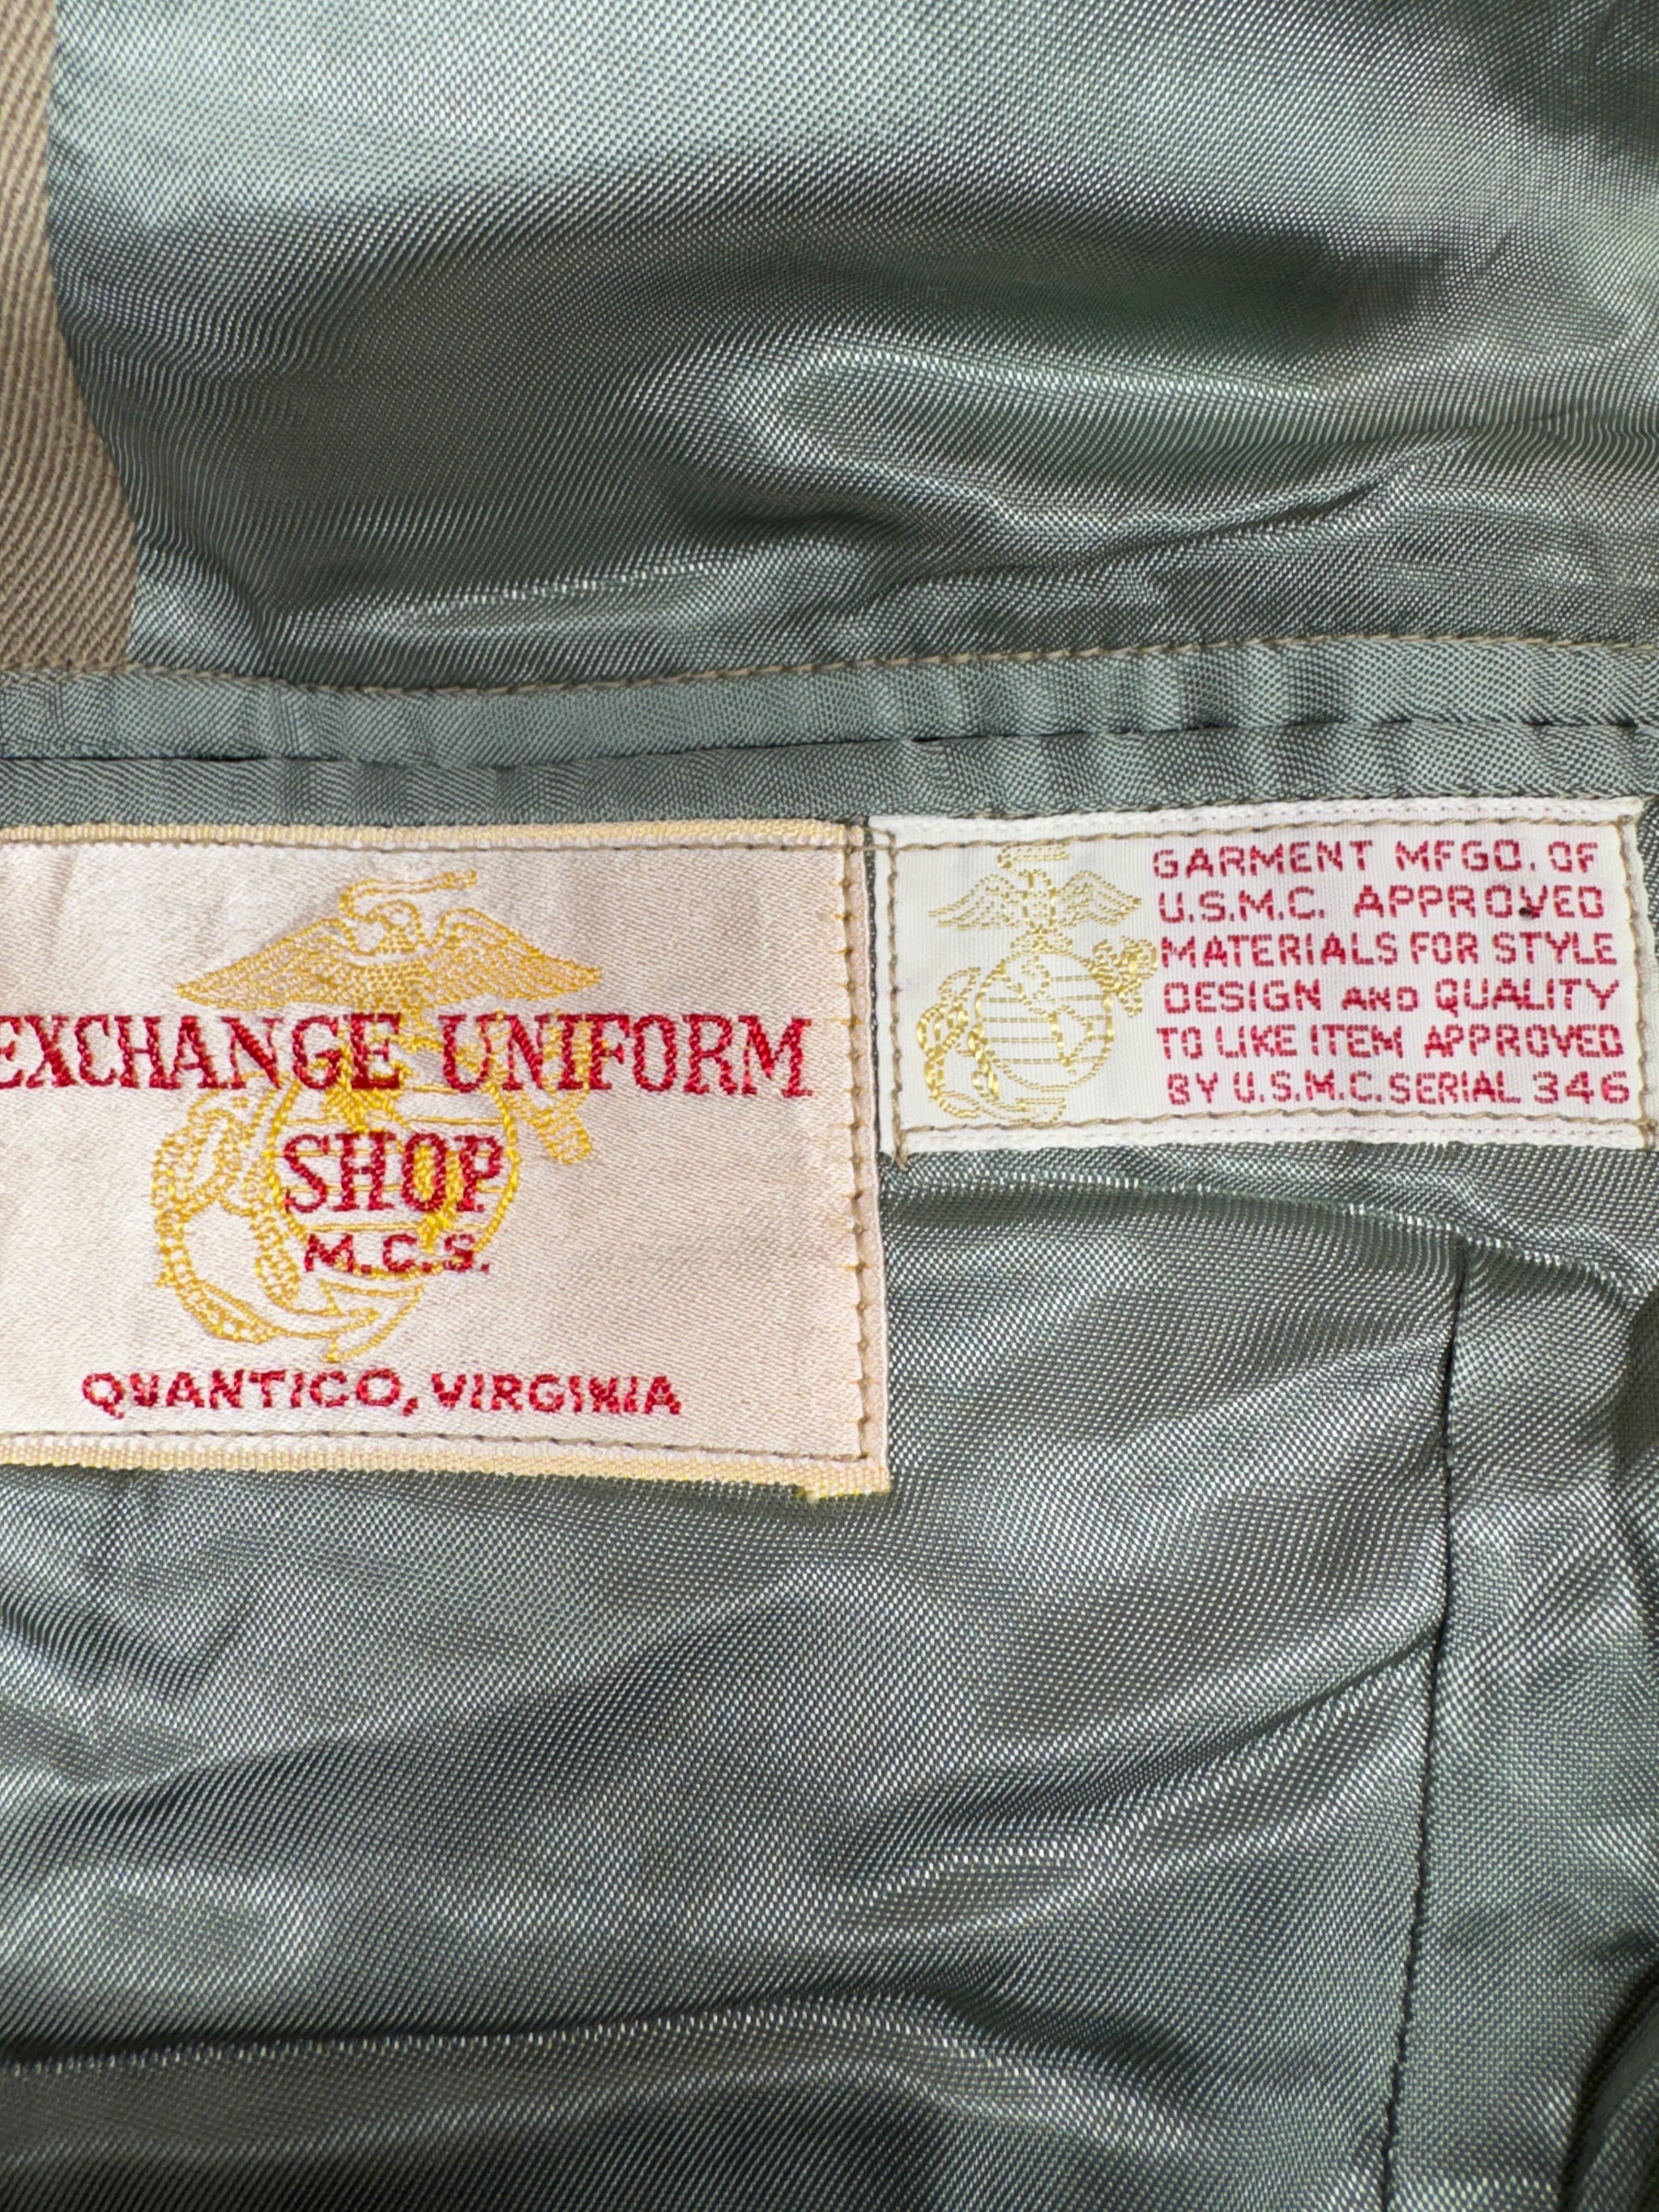 EXCHANGE UNIFORM
SHOP
M.C.S.
QUANTICO, VIRGINIA
GARMENT MFGD. OF
U.S.M.C. APPROVED
MATERIALS FOR STYLE
DESIGN AND QUALITY
TO LIKE ITEM APPROVED
BY U.S.M.C. SERIAL 346